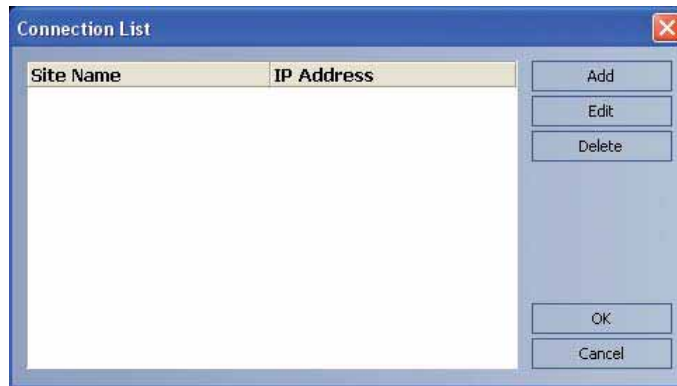 Connection List
Site Name IP Address
Add
Edit
Delete
OK
Cancel